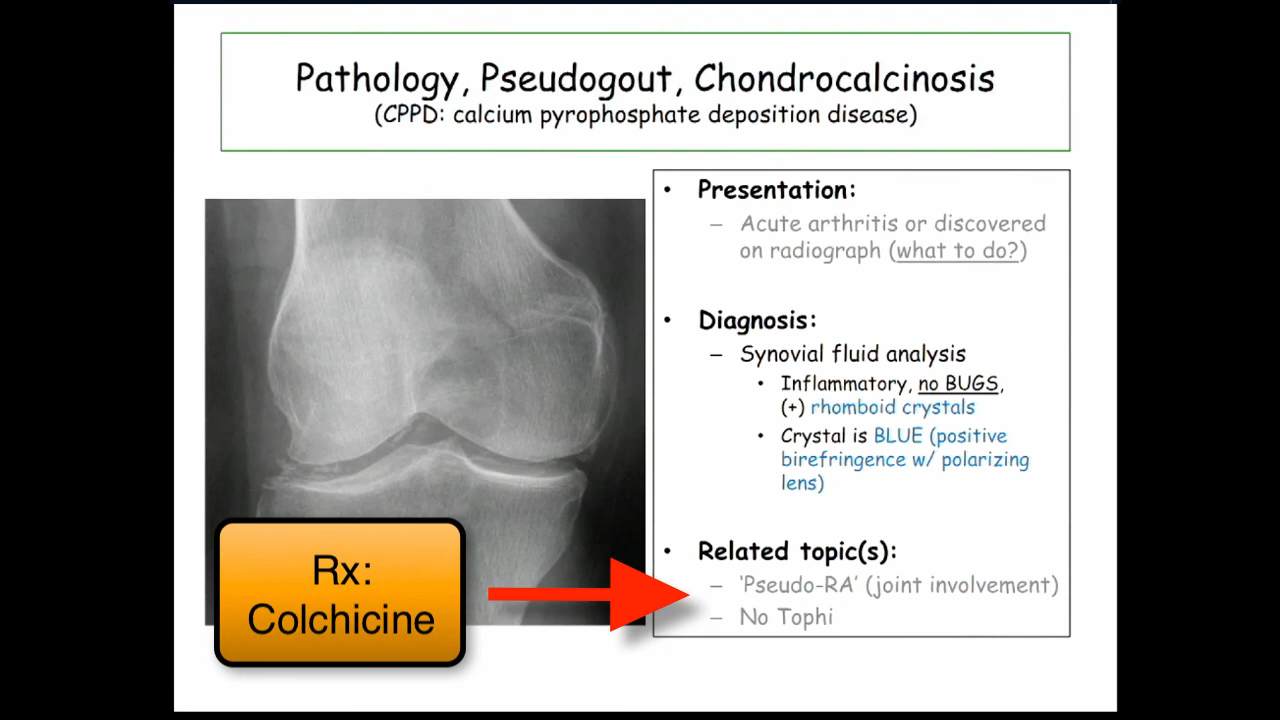 Pathology, Pseudogout, Chondrocalcinosis
(CPPD: calcium pyrophosphate deposition disease)
• Presentation:
– Acute arthritis or discovered
on radiograph (what to do?)
• Diagnosis:
– Synovial fluid analysis
• Inflammatory, no BUGS,
(+) rhomboid crystals
• Crystal is BLUE (positive
birefringence w/ polarizing
lens)
• Related topic(s):
– ‘Pseudo-RA’ (joint involvement)
– No Tophi
Rx:
Colchicine